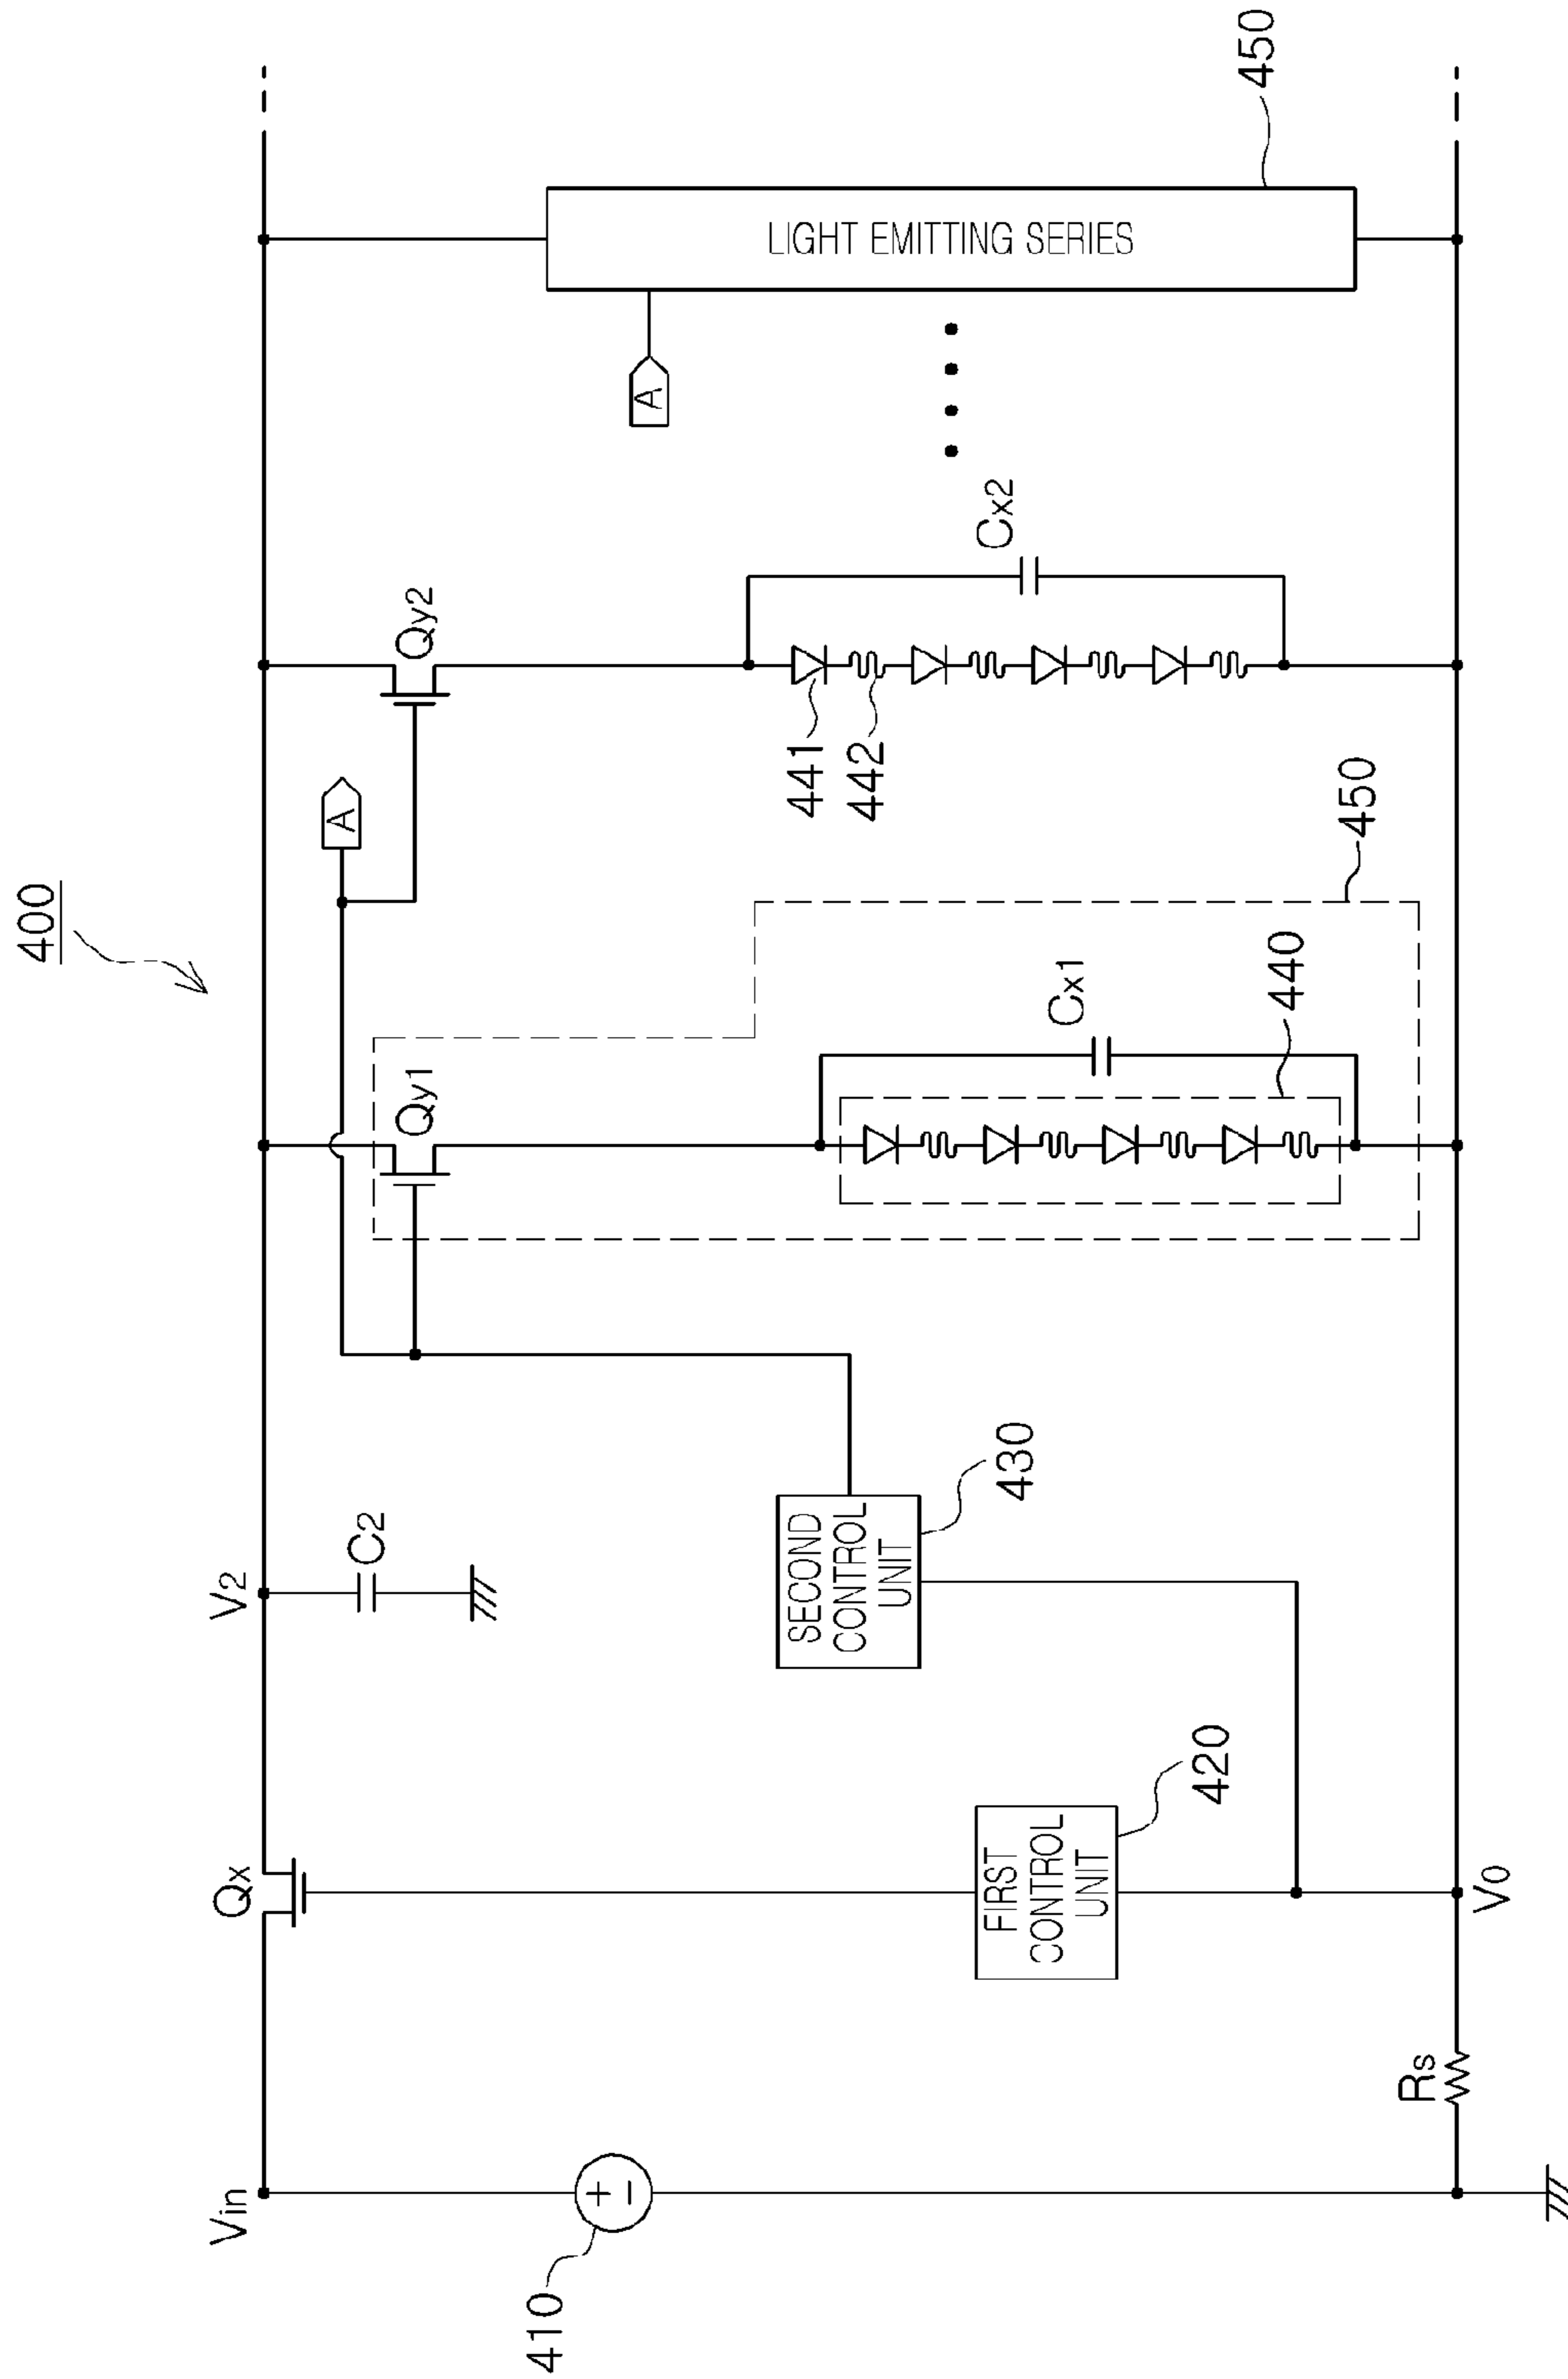 400
Vin
Qx
V2
C2
A
Qy1
Qy2
A
410
FIRST
CONTROL
UNIT
420
SECOND
CONTROL
UNIT
430
Cx1
440
450
441
442
Cx2
LIGHT EMITTING SERIES
450
Rs
V0